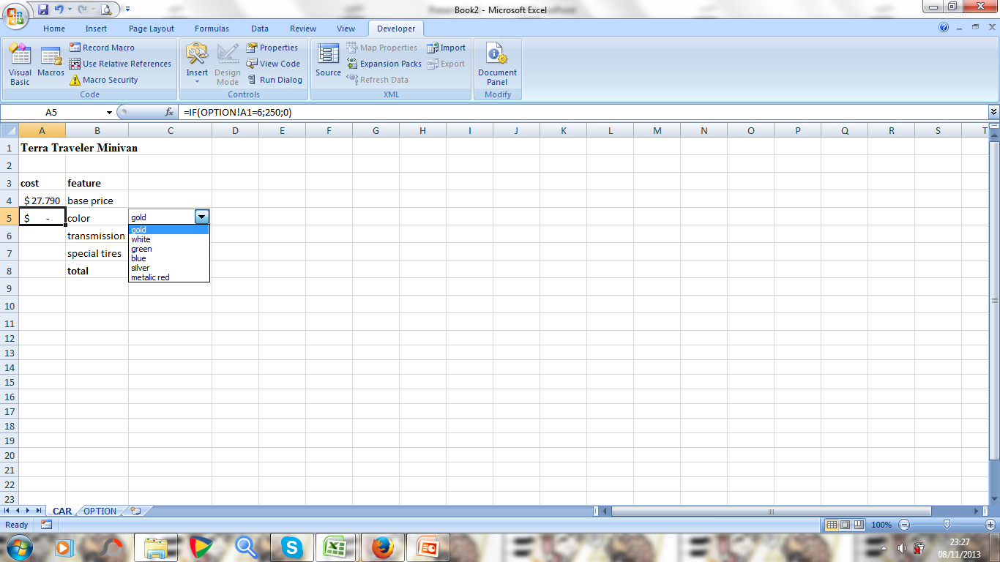 Book2 - Microsoft Excel
Home Insert Page Layout Formulas Data Review View Developer
Visual Basic
Macros
Record Macro
Use Relative References
Macro Security
Code
Insert
Design Mode
Properties
View Code
Run Dialog
Controls
Source
Map Properties
Expansion Packs
Refresh Data
Import
Export
XML
Document Panel
Modify
A5 fx =IF(OPTION!A1=6;250;0)
A B C D E F G H I J K L M N O P Q R S T
1 Terra Traveler Minivan
2
3 cost feature
4 $ 27.790 base price
5 $ - color gold
gold
white
green
blue
silver
metalic red
6 transmission
7 special tires
8 total
9
10
11
12
13
14
15
16
17
18
19
20
21
22
23
CAR OPTION
Ready 100%
23:27
08/11/2013